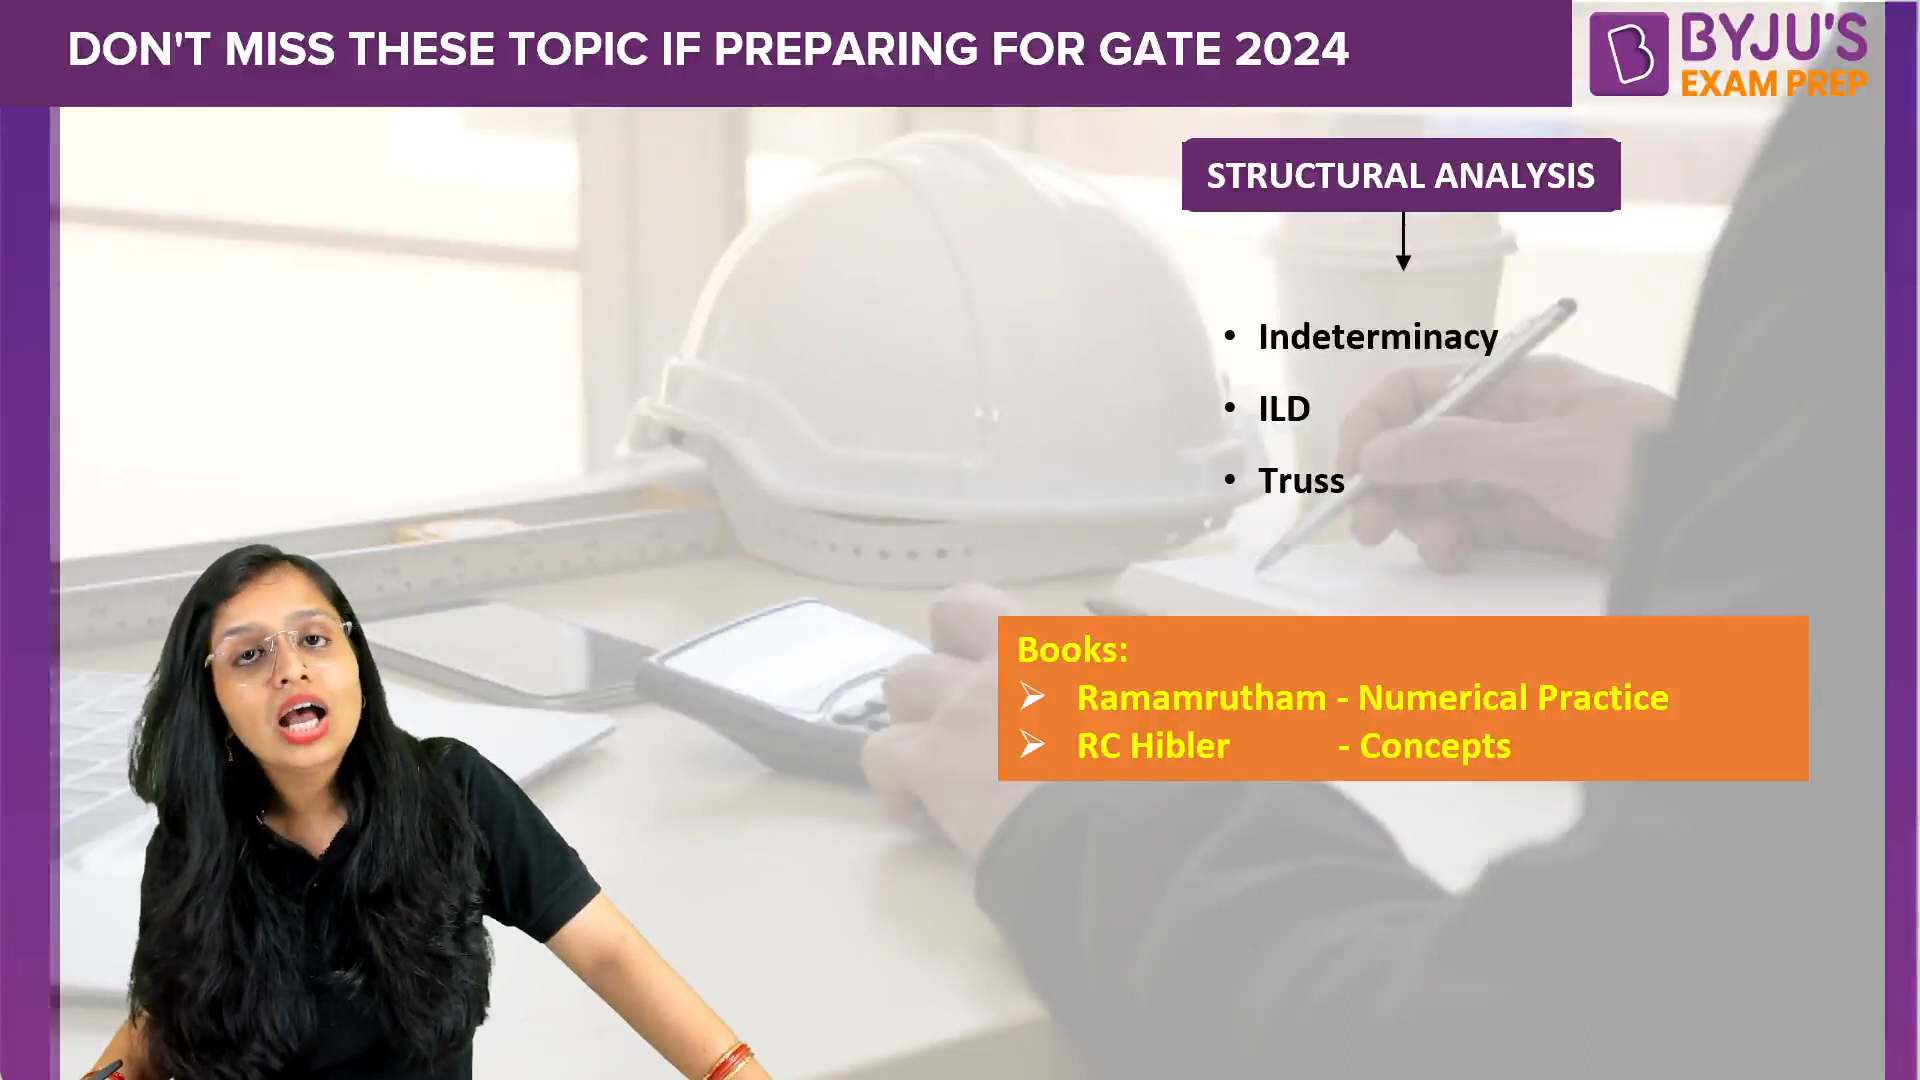 DON'T MISS THESE TOPIC IF PREPARING FOR GATE 2024
BYJU'S
EXAM PREP
STRUCTURAL ANALYSIS
• Indeterminacy
• ILD
• Truss
Books:
➢ Ramamrutham - Numerical Practice
➢ RC Hibler - Concepts